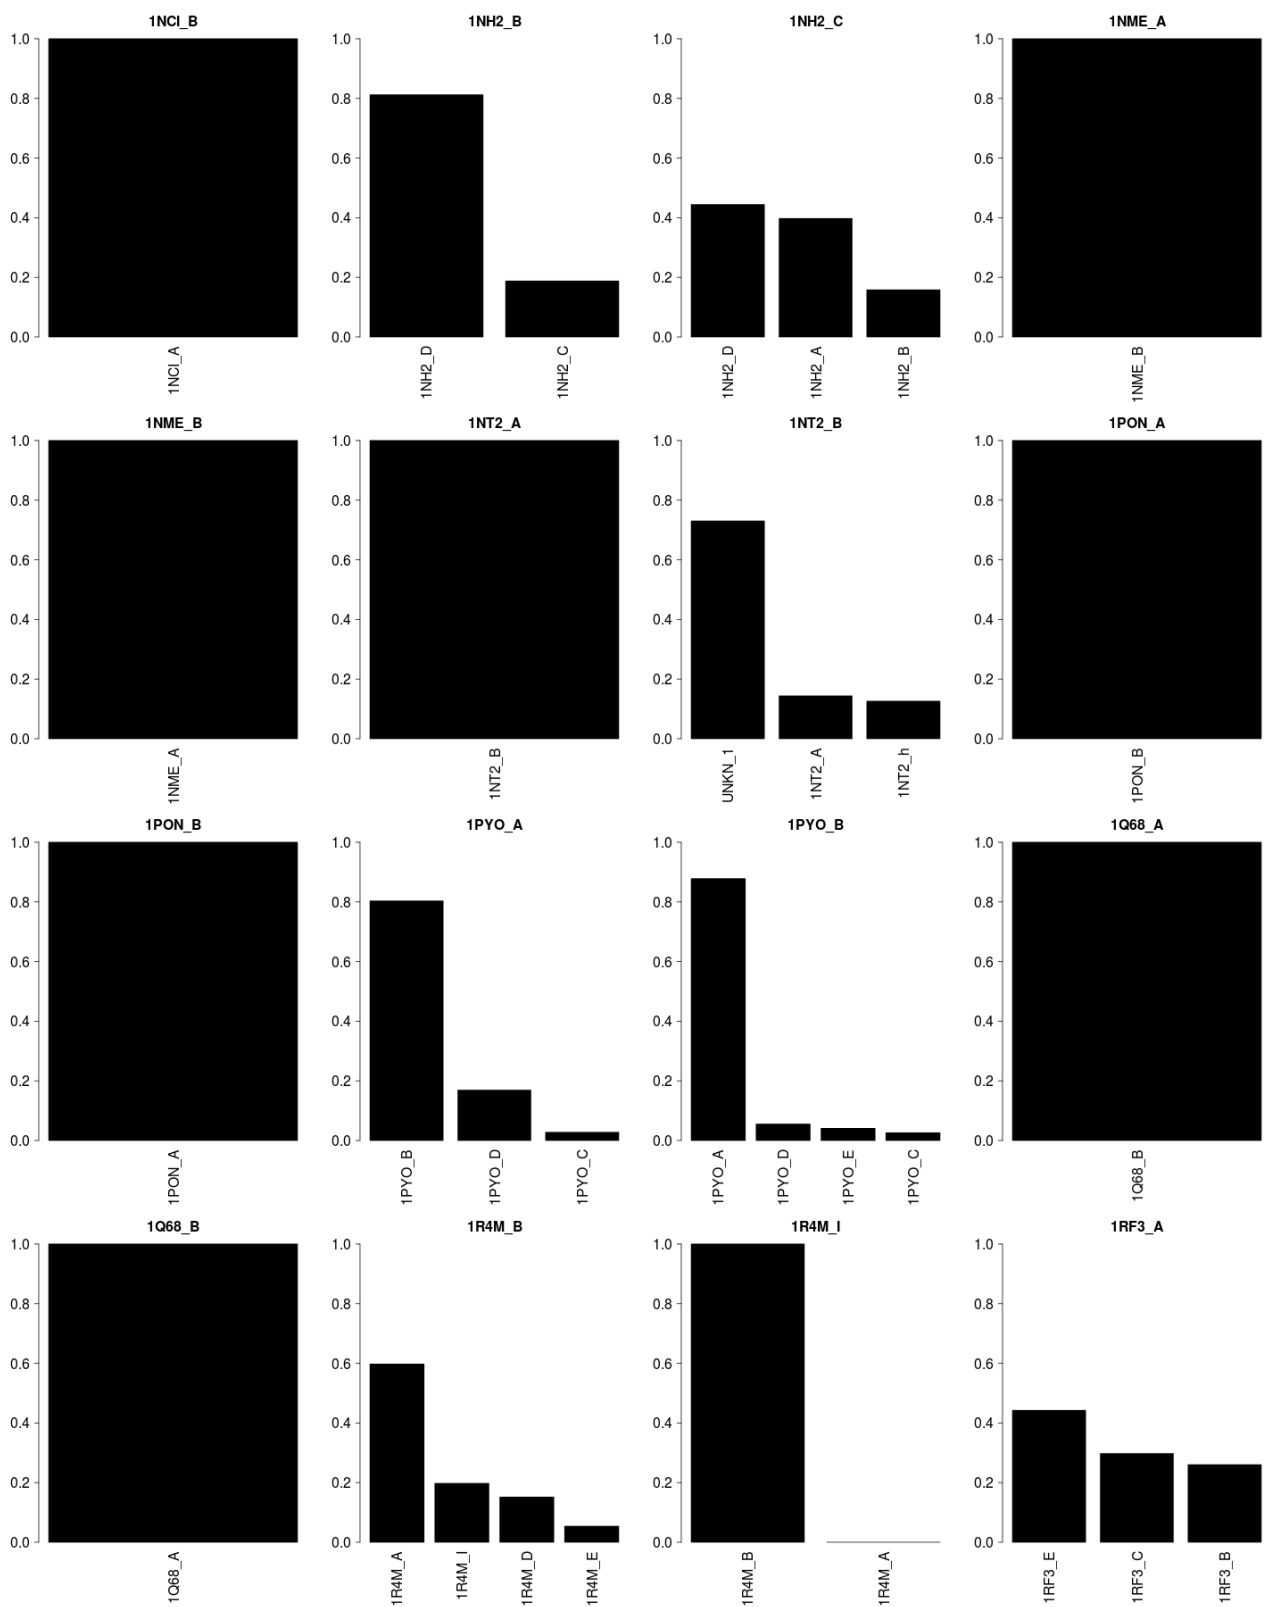 1NCI_B 1NH2_B 1NH2_C 1NME_A
1.0 1.0 1.0 1.0
0.8 0.8 0.8 0.8
0.6 0.6 0.6 0.6
0.4 0.4 0.4 0.4
0.2 0.2 0.2 0.2
0.0 0.0 0.0 0.0
1NCI_A 1NH2_D 1NH2_C 1NH2_D 1NH2_A 1NH2_B 1NME_B
1NME_B 1NT2_A 1NT2_B 1PON_A
1.0 1.0 1.0 1.0
0.8 0.8 0.8 0.8
0.6 0.6 0.6 0.6
0.4 0.4 0.4 0.4
0.2 0.2 0.2 0.2
0.0 0.0 0.0 0.0
1NME_A 1NT2_B UNKN_1 1NT2_A 1NT2_h 1PON_B
1PON_B 1PYO_A 1PYO_B 1Q68_A
1.0 1.0 1.0 1.0
0.8 0.8 0.8 0.8
0.6 0.6 0.6 0.6
0.4 0.4 0.4 0.4
0.2 0.2 0.2 0.2
0.0 0.0 0.0 0.0
1PON_A 1PYO_B 1PYO_D 1PYO_C 1PYO_A 1PYO_D 1PYO_E 1PYO_C 1Q68_B
1Q68_B 1R4M_B 1R4M_I 1RF3_A
1.0 1.0 1.0 1.0
0.8 0.8 0.8 0.8
0.6 0.6 0.6 0.6
0.4 0.4 0.4 0.4
0.2 0.2 0.2 0.2
0.0 0.0 0.0 0.0
1Q68_A 1R4M_A 1R4M_I 1R4M_D 1R4M_E 1R4M_B 1R4M_A 1RF3_E 1RF3_C 1RF3_B